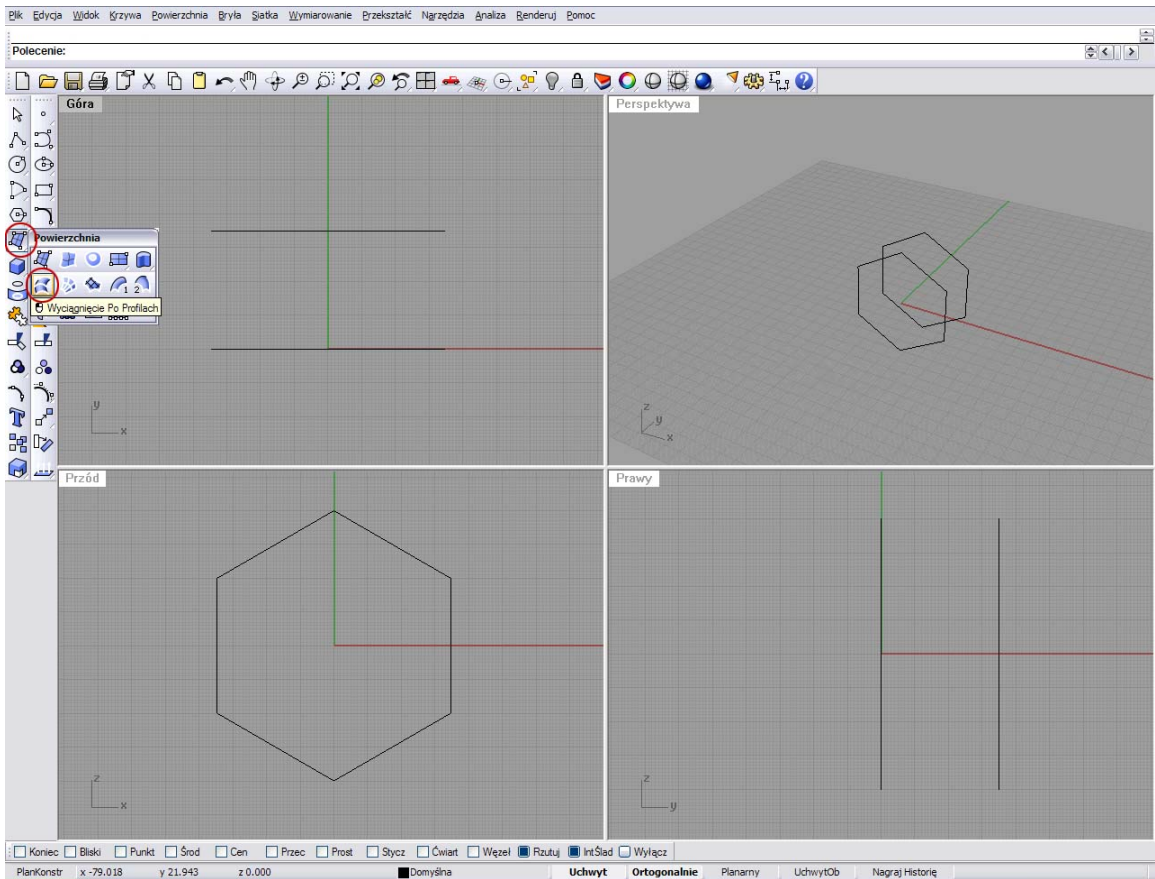 Plik Edycja Widok Krzywa Powierzchnia Bryła Siatka Wymiarowanie Przekształć Narzędzia Analiza Renderuj Pomoc
Polecenie:
Góra
Perspektywa
Powierzchnia
1 2
Wyciągnięcie Po Profilach
y
x
z
y
x
Przód
Prawy
z
x
z
y
Koniec Bliski Punkt Środ Cen Przec Prost Stycz Ćwiart Węzeł Rzutuj IntŚlad Wyłącz
PlanKonstr x -79.018 y 21.943 z 0.000 Domyślna Uchwyt Ortogonalnie Planarny UchwytOb Nagraj Historię